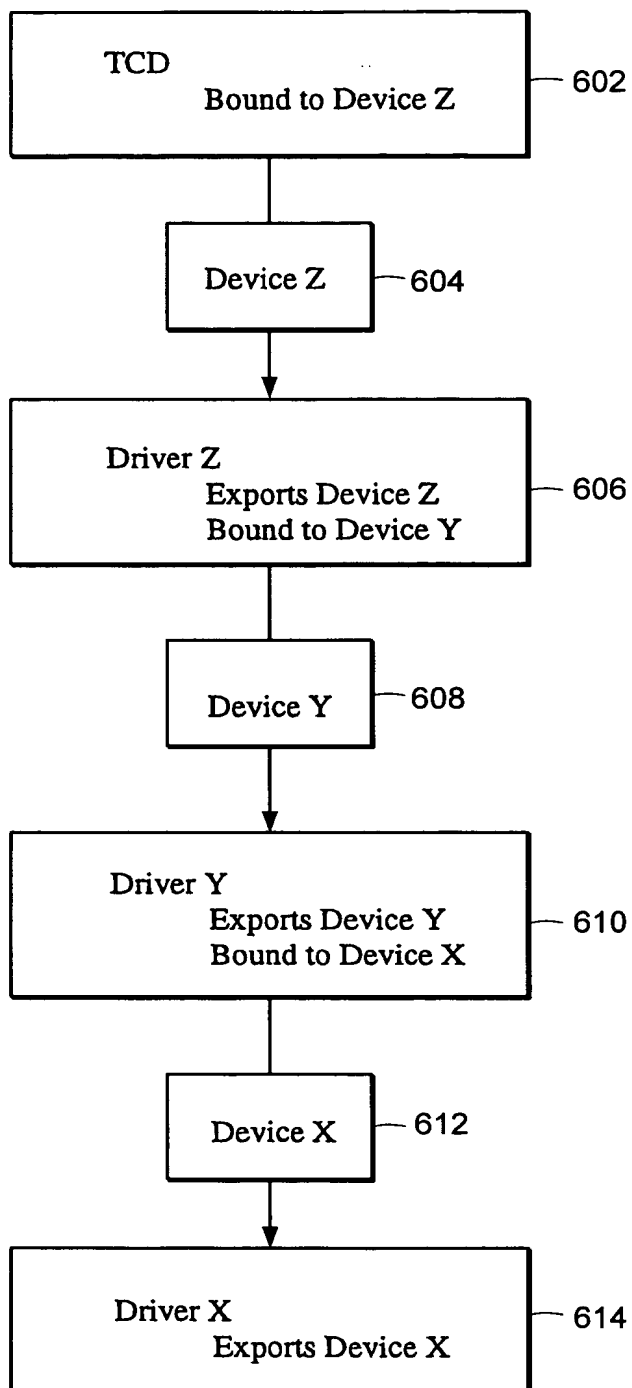 TCD
Bound to Device Z
602
Device Z
604
Driver Z
Exports Device Z
Bound to Device Y
606
Device Y
608
Driver Y
Exports Device Y
Bound to Device X
610
Device X
612
Driver X
Exports Device X
614